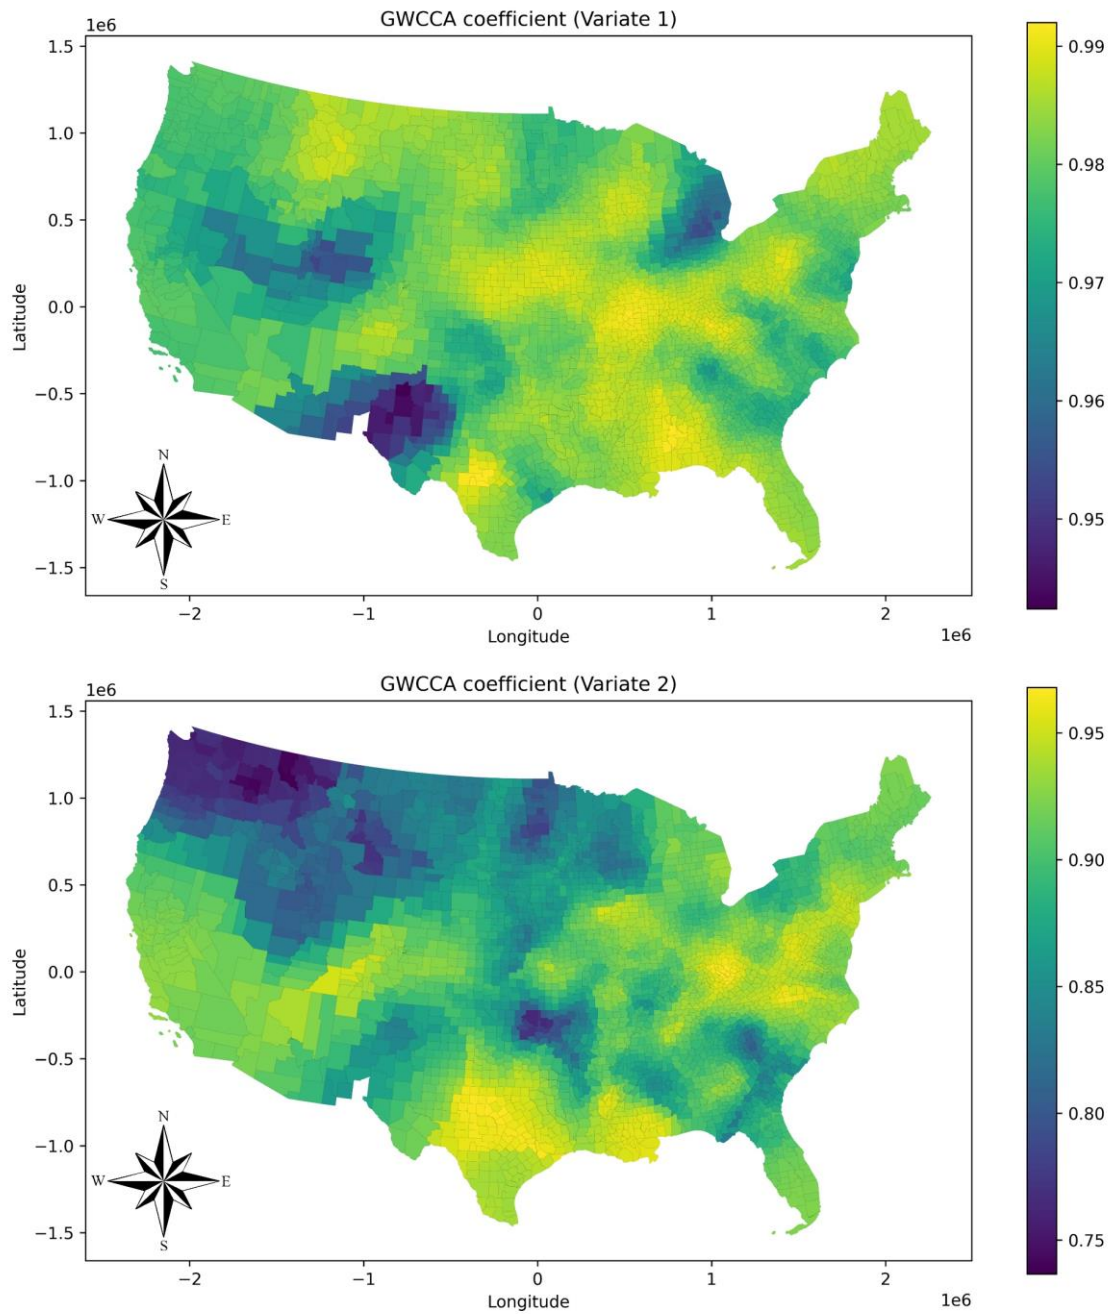 GWCCA coefficient (Variate 1)
1e6
1.5
1.0
0.5
0.0
−0.5
−1.0
−1.5
Latitude
N
W E
S
−2 −1 0 1 2
Longitude
1e6
0.99
0.98
0.97
0.96
0.95
GWCCA coefficient (Variate 2)
1e6
1.5
1.0
0.5
0.0
−0.5
−1.0
−1.5
Latitude
N
W E
S
−2 −1 0 1 2
Longitude
1e6
0.95
0.90
0.85
0.80
0.75